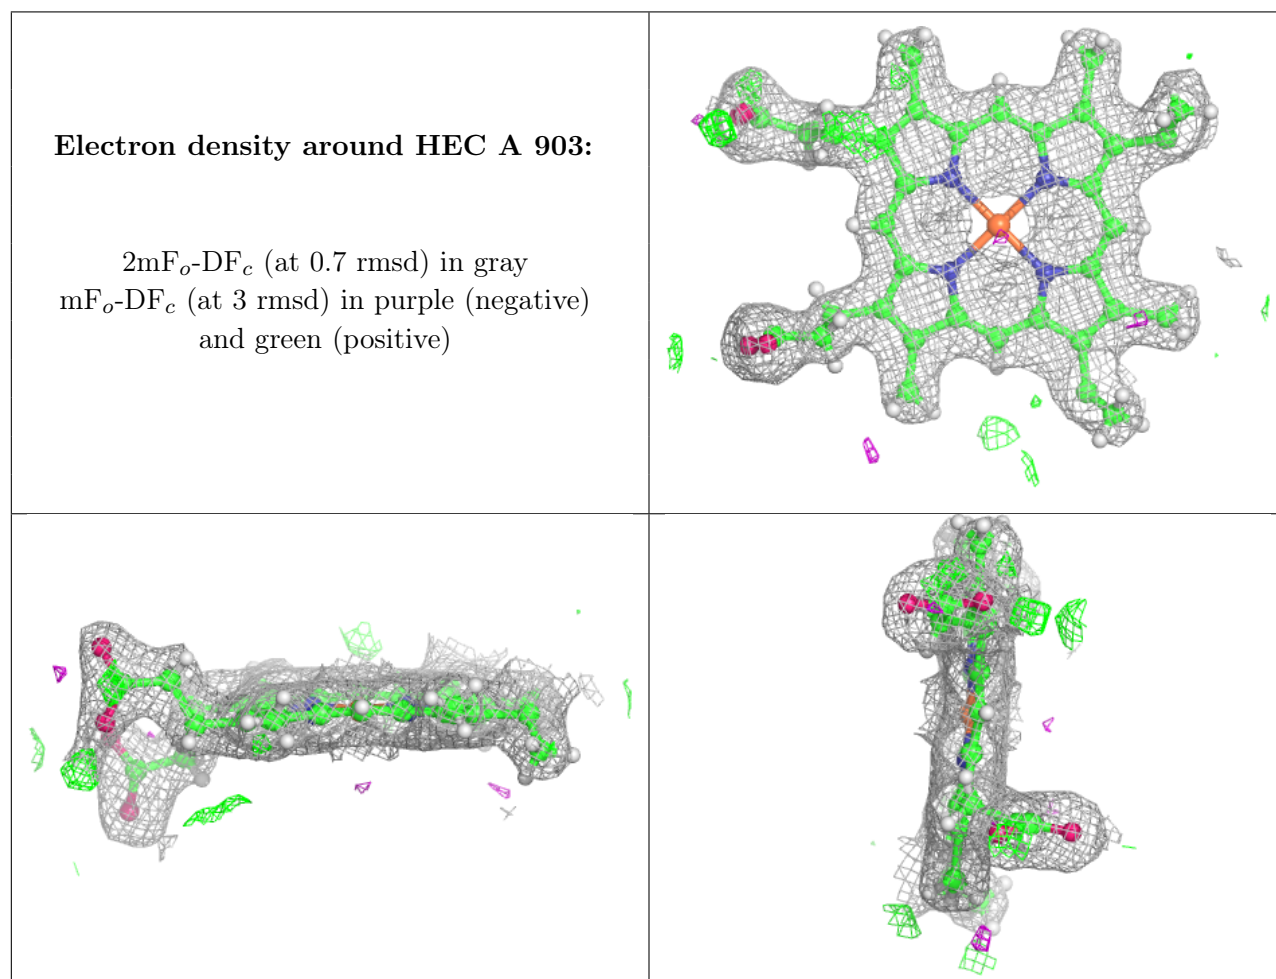 Electron density around HEC A 903:
2mFo-DFc (at 0.7 rmsd) in gray
mFo-DFc (at 3 rmsd) in purple (negative)
and green (positive)